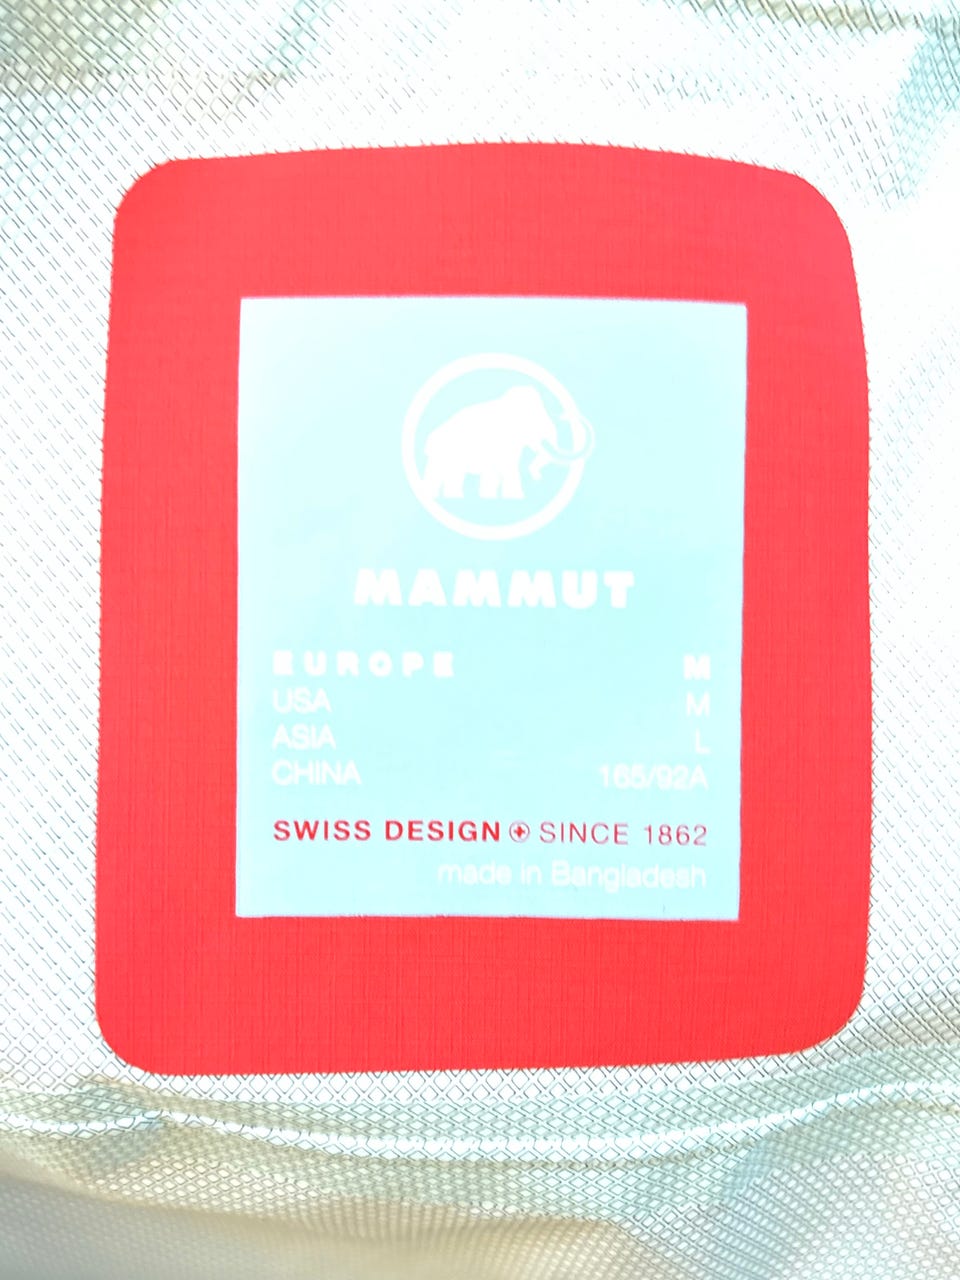 MAMMUT
EUROPE M
USA M
ASIA L
CHINA 165/92A
SWISS DESIGN SINCE 1862
made in Bangladesh